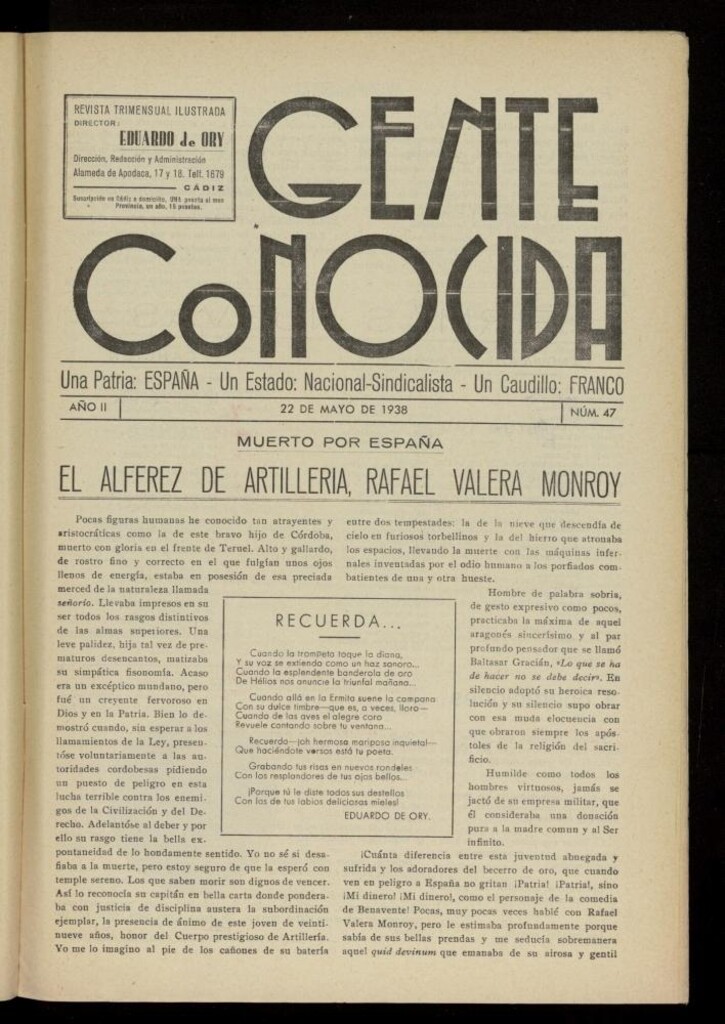 REVISTA TRIMENSUAL ILUSTRADA
DIRECTOR:
EDUARDO de ORY
Dirección, Redacción y Administración
Alameda de Apodaca, 17 y 18. Telf. 1679
CÁDIZ
Suscripción en Cádiz a domicilio, UNA peseta al mes
Provincia, un año, 15 pesetas.
GENTE
CONOCIDA
Una Patria: ESPAÑA - Un Estado: Nacional-Sindicalista - Un Caudillo: FRANCO
AÑO II
22 DE MAYO DE 1938
NÚM. 47
MUERTO POR ESPAÑA
EL ALFEREZ DE ARTILLERIA, RAFAEL VALERA MONROY
Pocas figuras humanas he conocido tan atrayentes y
aristocráticas como la de este bravo hijo de Córdoba,
muerto con gloria en el frente de Teruel. Alto y gallardo,
de rostro fino y correcto en el que fulgían unos ojos
llenos de energía, estaba en posesión de esa preciada
merced de la naturaleza llamada
señorío. Llevaba impresos en su
ser todos los rasgos distintivos
de las almas superiores. Una
leve palidez, hija tal vez de pre-
maturos desencantos, matizaba
su simpática fisonomía. Acaso
era un excéptico mundano, pero
fué un creyente fervoroso en
Dios y en la Patria. Bien lo de-
mostró cuando, sin esperar a los
llamamientos de la Ley, presen-
tóse voluntariamente a las au-
toridades cordobesas pidiendo
un puesto de peligro en esta
lucha terrible contra los enemi-
gos de la Civilización y del De-
recho. Adelantóse al deber y por
ello su rasgo tiene la bella ex-
pontaneidad de lo hondamente sentido. Yo no sé si desa-
fiaba a la muerte, pero estoy seguro de que la esperó con
temple sereno. Los que saben morir son dignos de vencer.
Así lo reconocía su capitán en bella carta donde pondera-
ba con justicia de disciplina austera la subordinación
ejemplar, la presencia de ánimo de este joven de veinti-
nueve años, honor del Cuerpo prestigioso de Artillería.
Yo me lo imagino al pie de los cañones de su batería
RECUERDA...
Cuando la trompeta toque la diana,
Y su voz se extienda como un haz sonoro...
Cuando la esplendente bandarola de oro
De Hélios nos anuncie la triunfal mañana...
Cuando allá en la Ermita suene la campana
Con su dulce timbre—que es, a veces, lloro—
Cuando de las aves el alegre coro
Revuele cantando sobre tu ventana...
Recuerda—¡oh hermosa mariposa inquieta!—
Que haciéndote versos está tu poeta.
Grabando tus risas en nuevos rondeles
Con los resplandores de tus ojos bellos...
¡Porque tú le diste todos sus destellos
Con las de tus labios deliciosas mieles!
EDUARDO DE ORY.
entre dos tempestades: la de la nieve que descendía de
cielo en furiosos torbellinos y la del hierro que atronaba
los espacios, llevando la muerte con las máquinas infer-
nales inventadas por el odio humano a los porfiados com-
batientes de una y otra hueste.
Hombre de palabra sobria,
de gesto expresivo como pocos,
practicaba la máxima de aquel
aragonés sincerísimo y al par
profundo pensador que se llamó
Baltasar Gracián, «Lo que se ha
de hacer no se debe decir». En
silencio adoptó su heroica reso-
lución y su silencio supo obrar
con esa muda elocuencia con
que obraron siempre los após-
toles de la religión del sacri-
ficio.
Humilde como todos los
hombres virtuosos, jamás se
jactó de su empresa militar, que
él consideraba una donación
pura a la madre comun y al Ser
infinito.
¡Cuánta diferencia entre esta juventud abnegada y
sufrida y los adoradores del becerro de oro, que cuando
ven en peligro a España no gritan ¡Patria! ¡Patria!, sino
¡Mi dinero! ¡Mi dinero!, como el personaje de la comedia
de Benavente! Pocas, muy pocas veces hablé con Rafael
Valera Monroy, pero le estimaba profundamente porque
sabía de sus bellas prendas y me seducía sobremanera
aquel quid devinum que emanaba de su airosa y gentil